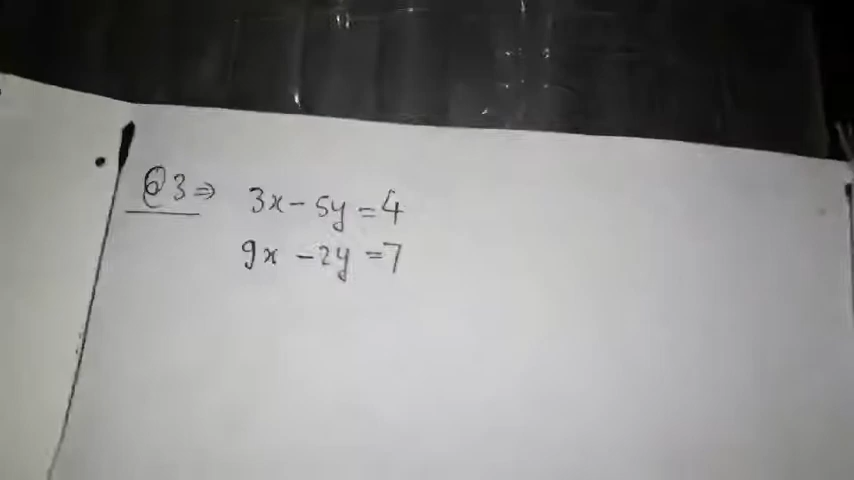 Q3⇒ 3x - 5y = 4
9x - 2y = 7